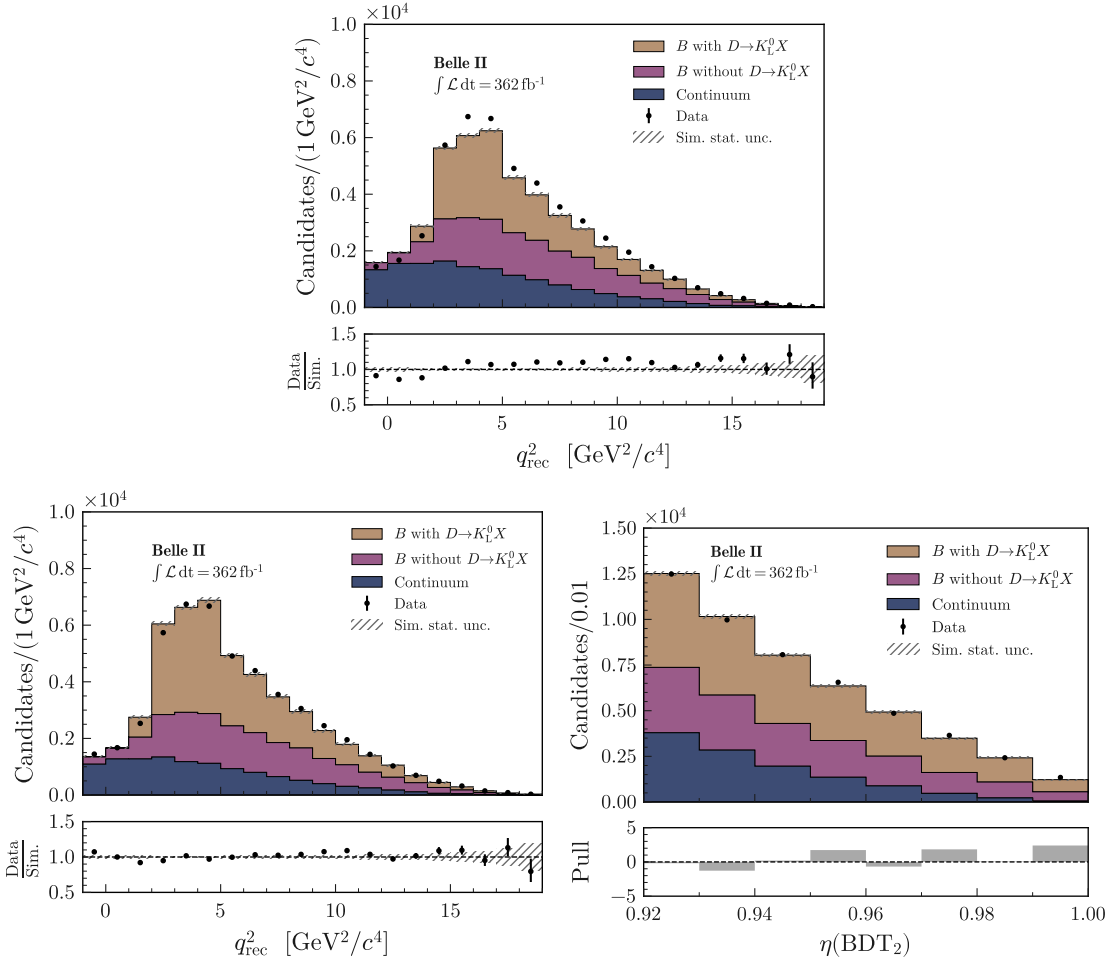 ×10⁴
1.0
0.8
0.6
0.4
0.2
0.0
Candidates/(1 GeV²/c⁴)
Belle II
∫ℒ dt = 362 fb⁻¹
B with D→K⁰_L X
B without D→K⁰_L X
Continuum
Data
Sim. stat. unc.
1.5
1.0
0.5
Data
Sim.
0 5 10 15
q²_rec [GeV²/c⁴]
×10⁴
1.0
0.8
0.6
0.4
0.2
0.0
Candidates/(1 GeV²/c⁴)
Belle II
∫ℒ dt = 362 fb⁻¹
B with D→K⁰_L X
B without D→K⁰_L X
Continuum
Data
Sim. stat. unc.
1.5
1.0
0.5
Data
Sim.
0 5 10 15
q²_rec [GeV²/c⁴]
×10⁴
1.50
1.25
1.00
0.75
0.50
0.25
0.00
Candidates/0.01
Belle II
∫ℒ dt = 362 fb⁻¹
B with D→K⁰_L X
B without D→K⁰_L X
Continuum
Data
Sim. stat. unc.
5
0
−5
Pull
0.92 0.94 0.96 0.98 1.00
η(BDT₂)